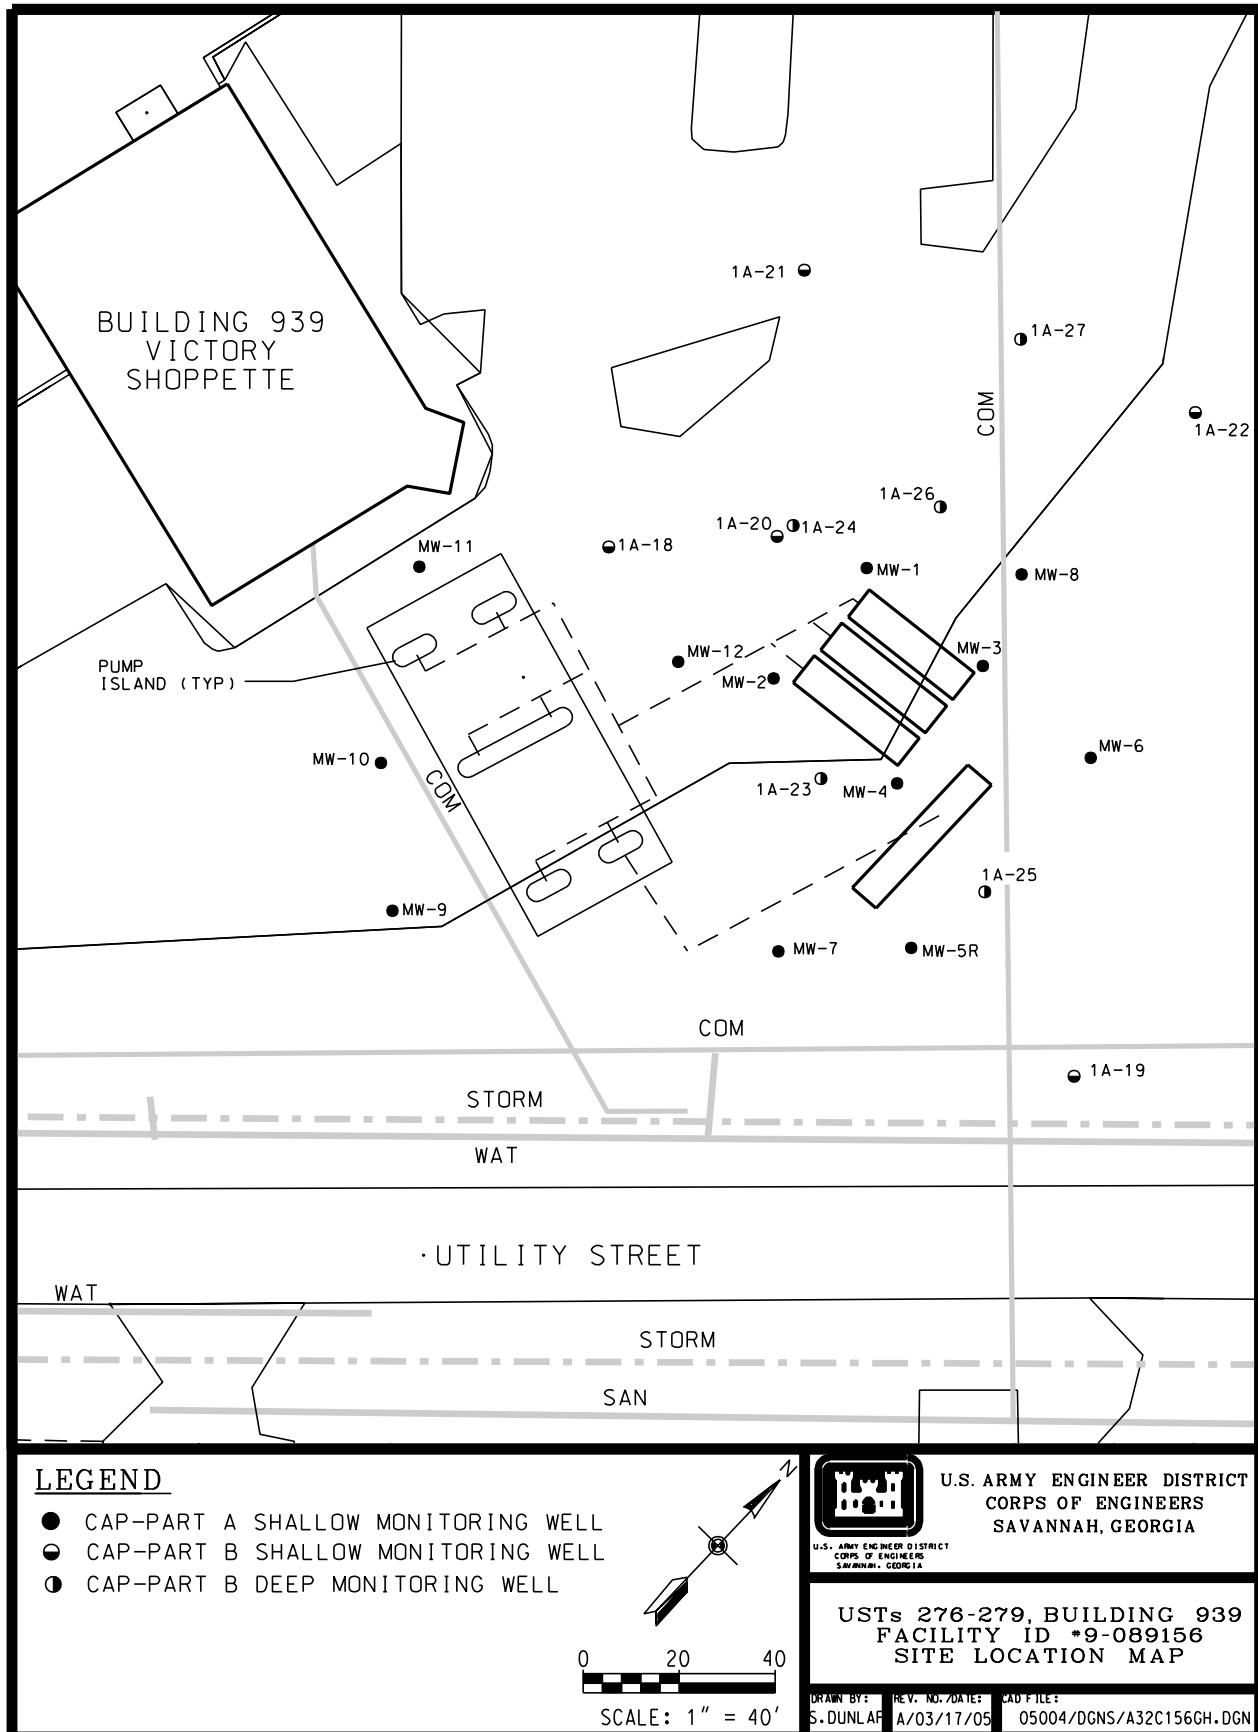 1A-21
1A-27
BUILDING 939
VICTORY
SHOPPETTE
COM
1A-22
1A-26
1A-20
1A-24
1A-18
MW-11
MW-1
MW-8
MW-3
MW-12
MW-2
PUMP
ISLAND (TYP)
MW-6
MW-10
COM
1A-23
MW-4
1A-25
MW-9
MW-7
MW-5R
COM
1A-19
STORM
WAT
UTILITY STREET
WAT
STORM
SAN
LEGEND
CAP-PART A SHALLOW MONITORING WELL
CAP-PART B SHALLOW MONITORING WELL
CAP-PART B DEEP MONITORING WELL
N
0 20 40
SCALE: 1" = 40'
U.S. ARMY ENGINEER DISTRICT
CORPS OF ENGINEERS
SAVANNAH, GEORGIA
U.S. ARMY ENGINEER DISTRICT
CORPS OF ENGINEERS
SAVANNAH, GEORGIA
USTs 276-279, BUILDING 939
FACILITY ID *9-089156
SITE LOCATION MAP
DRAWN BY:
S.DUNLAP
REV. NO./DATE:
A/03/17/05
CAD FILE:
05004/DGNS/A32C156GH.DGN